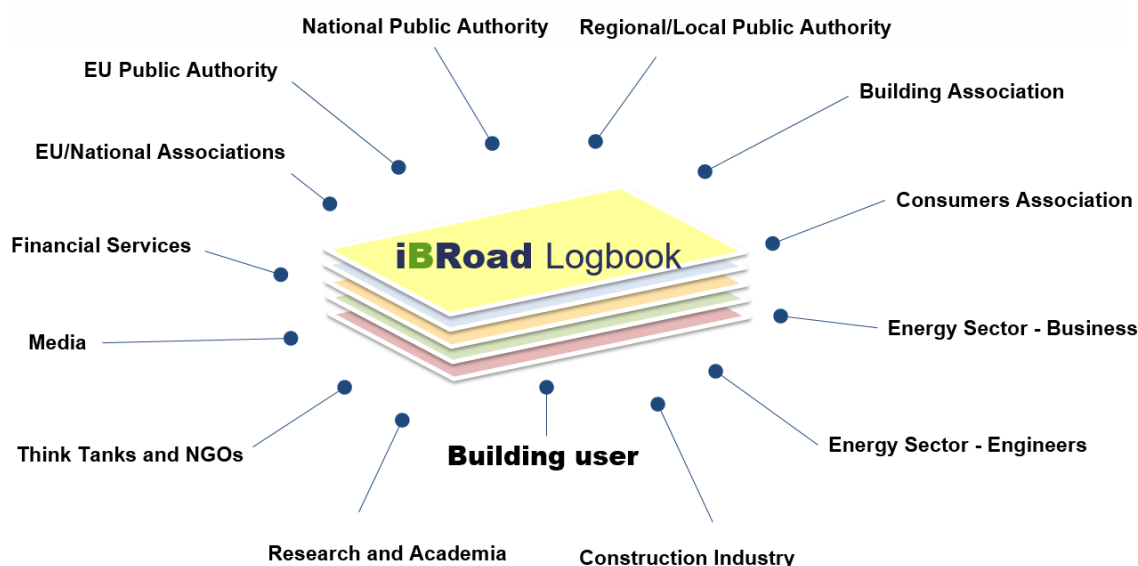 National Public Authority
Regional/Local Public Authority
EU Public Authority
Building Association
EU/National Associations
Consumers Association
Financial Services
iBRoad Logbook
Energy Sector - Business
Media
Think Tanks and NGOs
Building user
Energy Sector - Engineers
Research and Academia
Construction Industry